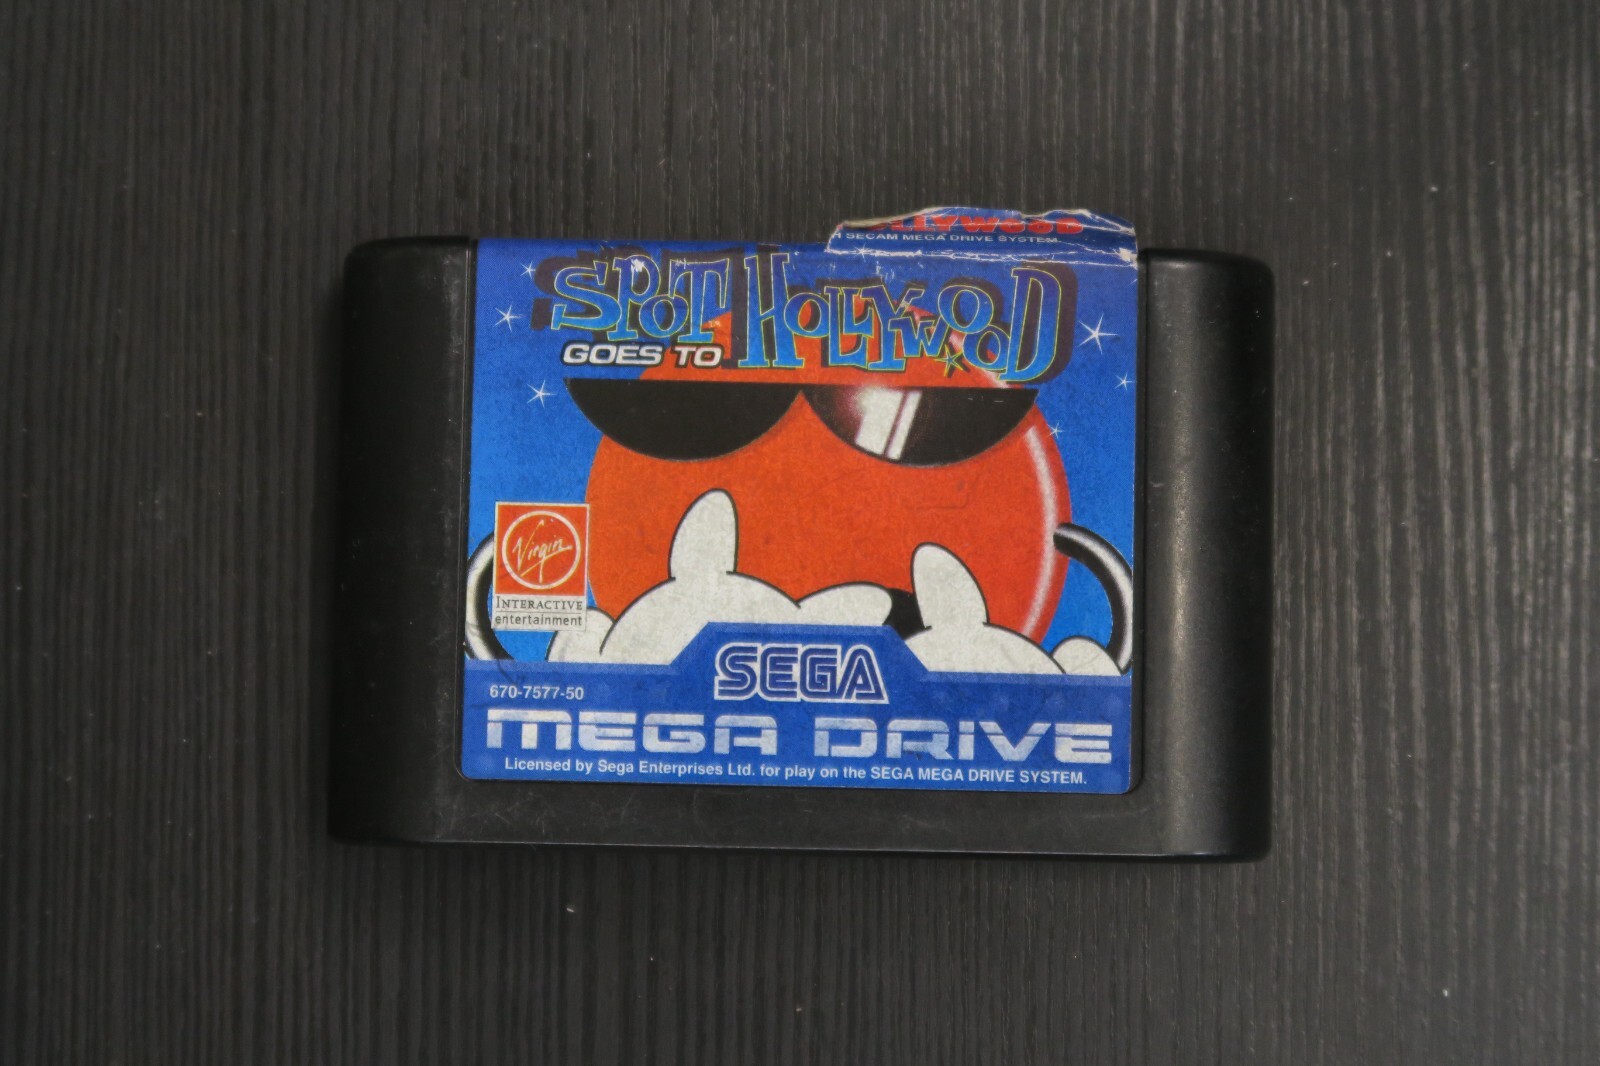 SECAM MEGA DRIVE SYSTEM.
SPOT
GOES TO
HOLLYWOOD
Virgin
INTERACTIVE
entertainment
SEGA
670-7577-50
MEGA DRIVE
Licensed by Sega Enterprises Ltd. for play on the SEGA MEGA DRIVE SYSTEM.